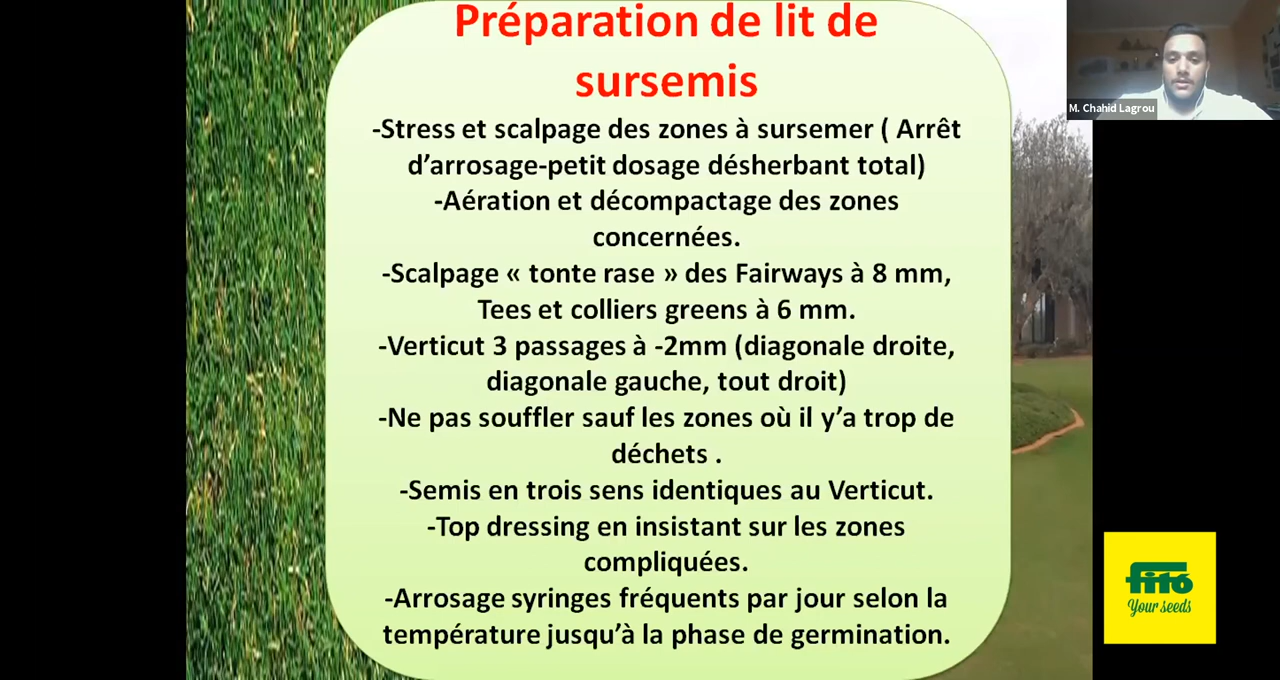 Préparation de lit de
sursemis
-Stress et scalpage des zones à sursemer ( Arrêt
d’arrosage-petit dosage désherbant total)
-Aération et décompactage des zones
concernées.
-Scalpage « tonte rase » des Fairways à 8 mm,
Tees et colliers greens à 6 mm.
-Verticut 3 passages à -2mm (diagonale droite,
diagonale gauche, tout droit)
-Ne pas souffler sauf les zones où il y’a trop de
déchets .
-Semis en trois sens identiques au Verticut.
-Top dressing en insistant sur les zones
compliquées.
-Arrosage syringes fréquents par jour selon la
température jusqu’à la phase de germination.
M. Chahid Lagrou
fitó
Your seeds